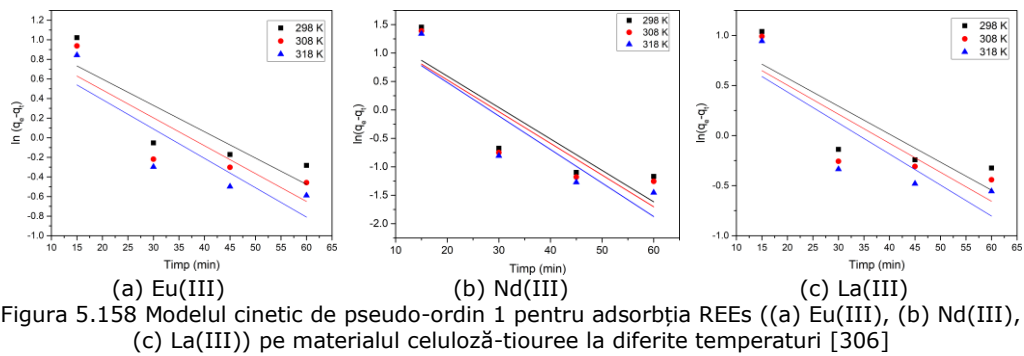 1.2
1.0
0.8
0.6
0.4
0.2
0.0
-0.2
-0.4
-0.6
-0.8
-1.0
ln (qe-qt)
298 K
308 K
318 K
10 15 20 25 30 35 40 45 50 55 60 65
Timp (min)
1.5
1.0
0.5
0.0
-0.5
-1.0
-1.5
-2.0
ln(qe-qt)
298 K
308 K
318 K
10 15 20 25 30 35 40 45 50 55 60 65
Timp (min)
1.0
0.5
0.0
-0.5
-1.0
ln(qe-qt)
298 K
308 K
318 K
10 15 20 25 30 35 40 45 50 55 60 65
Timp (min)
(a) Eu(III) (b) Nd(III) (c) La(III)
Figura 5.158 Modelul cinetic de pseudo-ordin 1 pentru adsorbția REEs ((a) Eu(III), (b) Nd(III),
(c) La(III)) pe materialul celuloză-tiouree la diferite temperaturi [306]